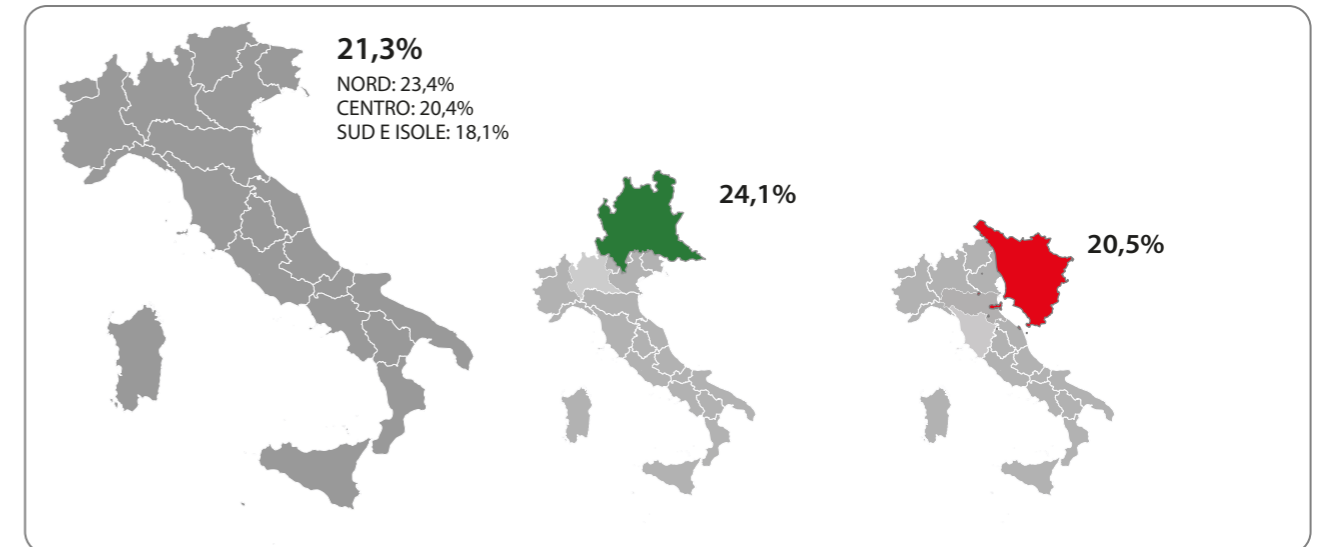 21,3%
NORD: 23,4%
CENTRO: 20,4%
SUD E ISOLE: 18,1%
24,1%
20,5%